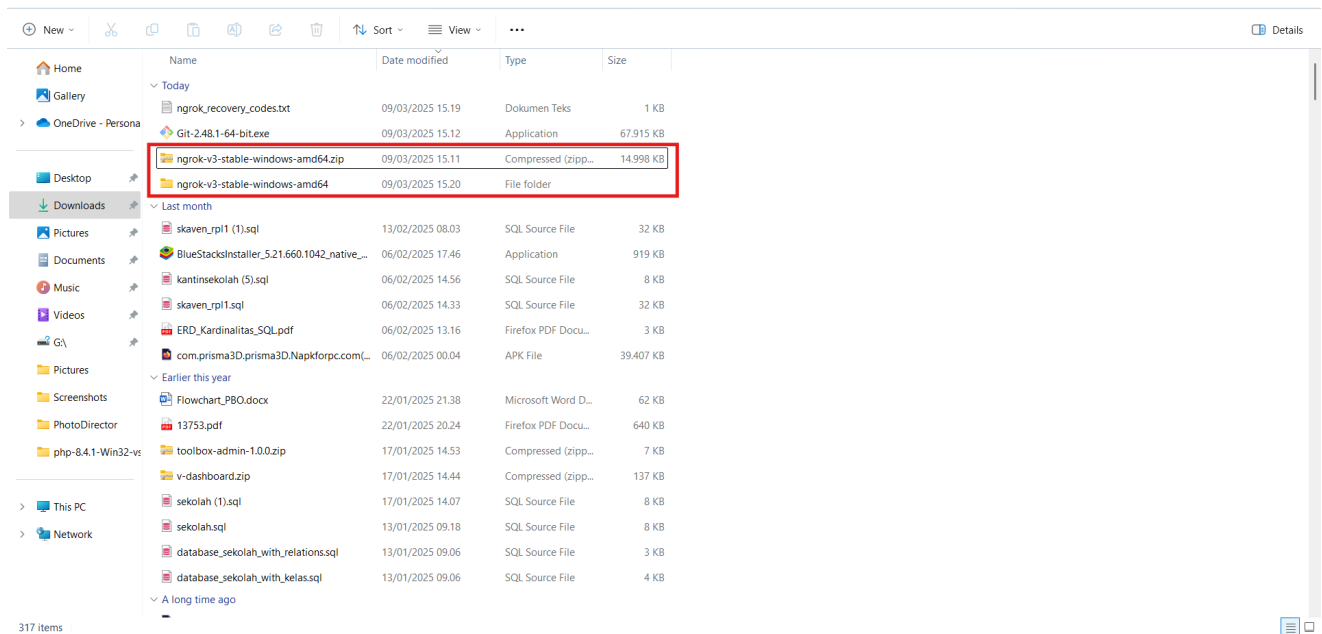 New Sort View ... Details
Name Date modified Type Size
Home
Gallery
OneDrive - Persona
Desktop
Downloads
Pictures
Documents
Music
Videos
G:\
Pictures
Screenshots
PhotoDirector
php-8.4.1-Win32-vs
This PC
Network
Today
ngrok_recovery_codes.txt 09/03/2025 15.19 Dokumen Teks 1 KB
Git-2.48.1-64-bit.exe 09/03/2025 15.12 Application 67.915 KB
ngrok-v3-stable-windows-amd64.zip 09/03/2025 15.11 Compressed (zipp... 14.998 KB
ngrok-v3-stable-windows-amd64 09/03/2025 15.20 File folder
Last month
skaven_rpl1 (1).sql 13/02/2025 08.03 SQL Source File 32 KB
BlueStacksInstaller_5.21.660.1042_native_... 06/02/2025 17.46 Application 919 KB
kantinsekolah (5).sql 06/02/2025 14.56 SQL Source File 8 KB
skaven_rpl1.sql 06/02/2025 14.33 SQL Source File 32 KB
ERD_Kardinalitas_SQL.pdf 06/02/2025 13.16 Firefox PDF Docu... 3 KB
com.prisma3D.prisma3D.Napkforpc.com(... 06/02/2025 00.04 APK File 39.407 KB
Earlier this year
Flowchart_PBO.docx 22/01/2025 21.38 Microsoft Word D... 62 KB
13753.pdf 22/01/2025 20.24 Firefox PDF Docu... 640 KB
toolbox-admin-1.0.0.zip 17/01/2025 14.53 Compressed (zipp... 7 KB
v-dashboard.zip 17/01/2025 14.44 Compressed (zipp... 137 KB
sekolah (1).sql 17/01/2025 14.07 SQL Source File 8 KB
sekolah.sql 13/01/2025 09.18 SQL Source File 8 KB
database_sekolah_with_relations.sql 13/01/2025 09.06 SQL Source File 3 KB
database_sekolah_with_kelas.sql 13/01/2025 09.06 SQL Source File 4 KB
A long time ago
317 items